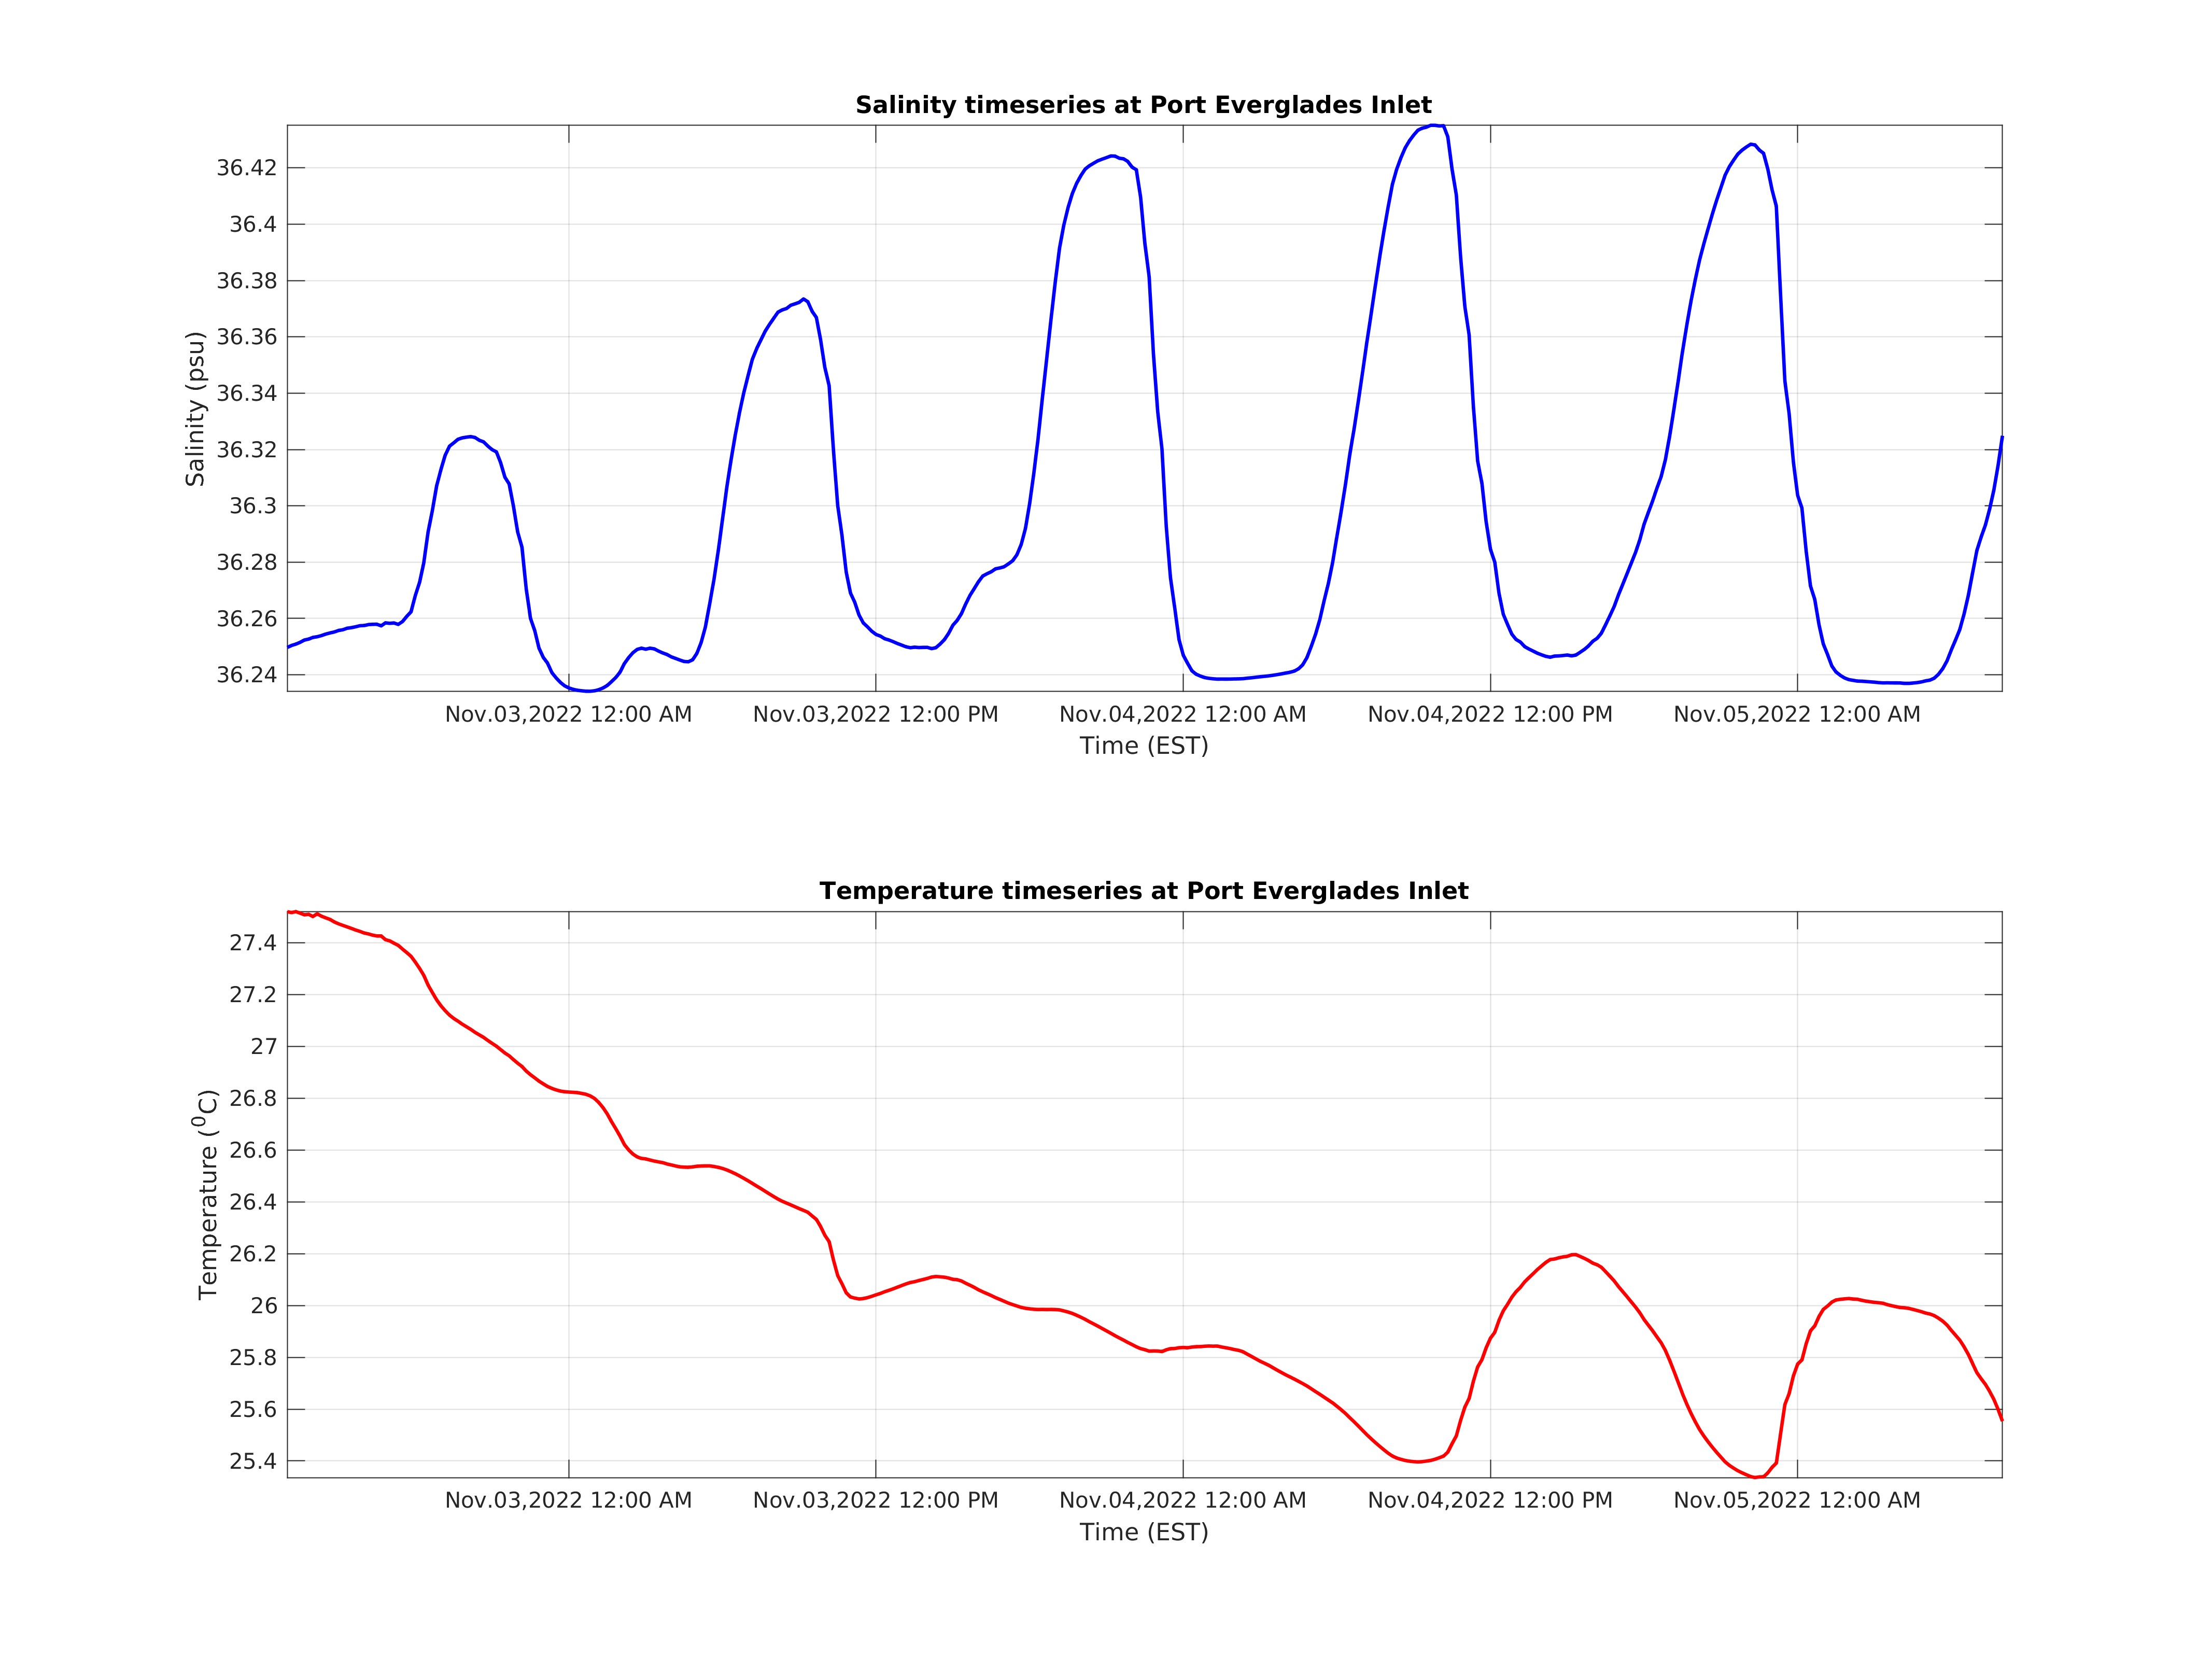 Salinity timeseries at Port Everglades Inlet
36.42
36.4
36.38
36.36
36.34
36.32
36.3
36.28
36.26
36.24
Salinity (psu)
Nov.03,2022 12:00 AM Nov.03,2022 12:00 PM Nov.04,2022 12:00 AM Nov.04,2022 12:00 PM Nov.05,2022 12:00 AM
Time (EST)
Temperature timeseries at Port Everglades Inlet
27.4
27.2
27
26.8
26.6
26.4
26.2
26
25.8
25.6
25.4
Temperature (⁰C)
Nov.03,2022 12:00 AM Nov.03,2022 12:00 PM Nov.04,2022 12:00 AM Nov.04,2022 12:00 PM Nov.05,2022 12:00 AM
Time (EST)